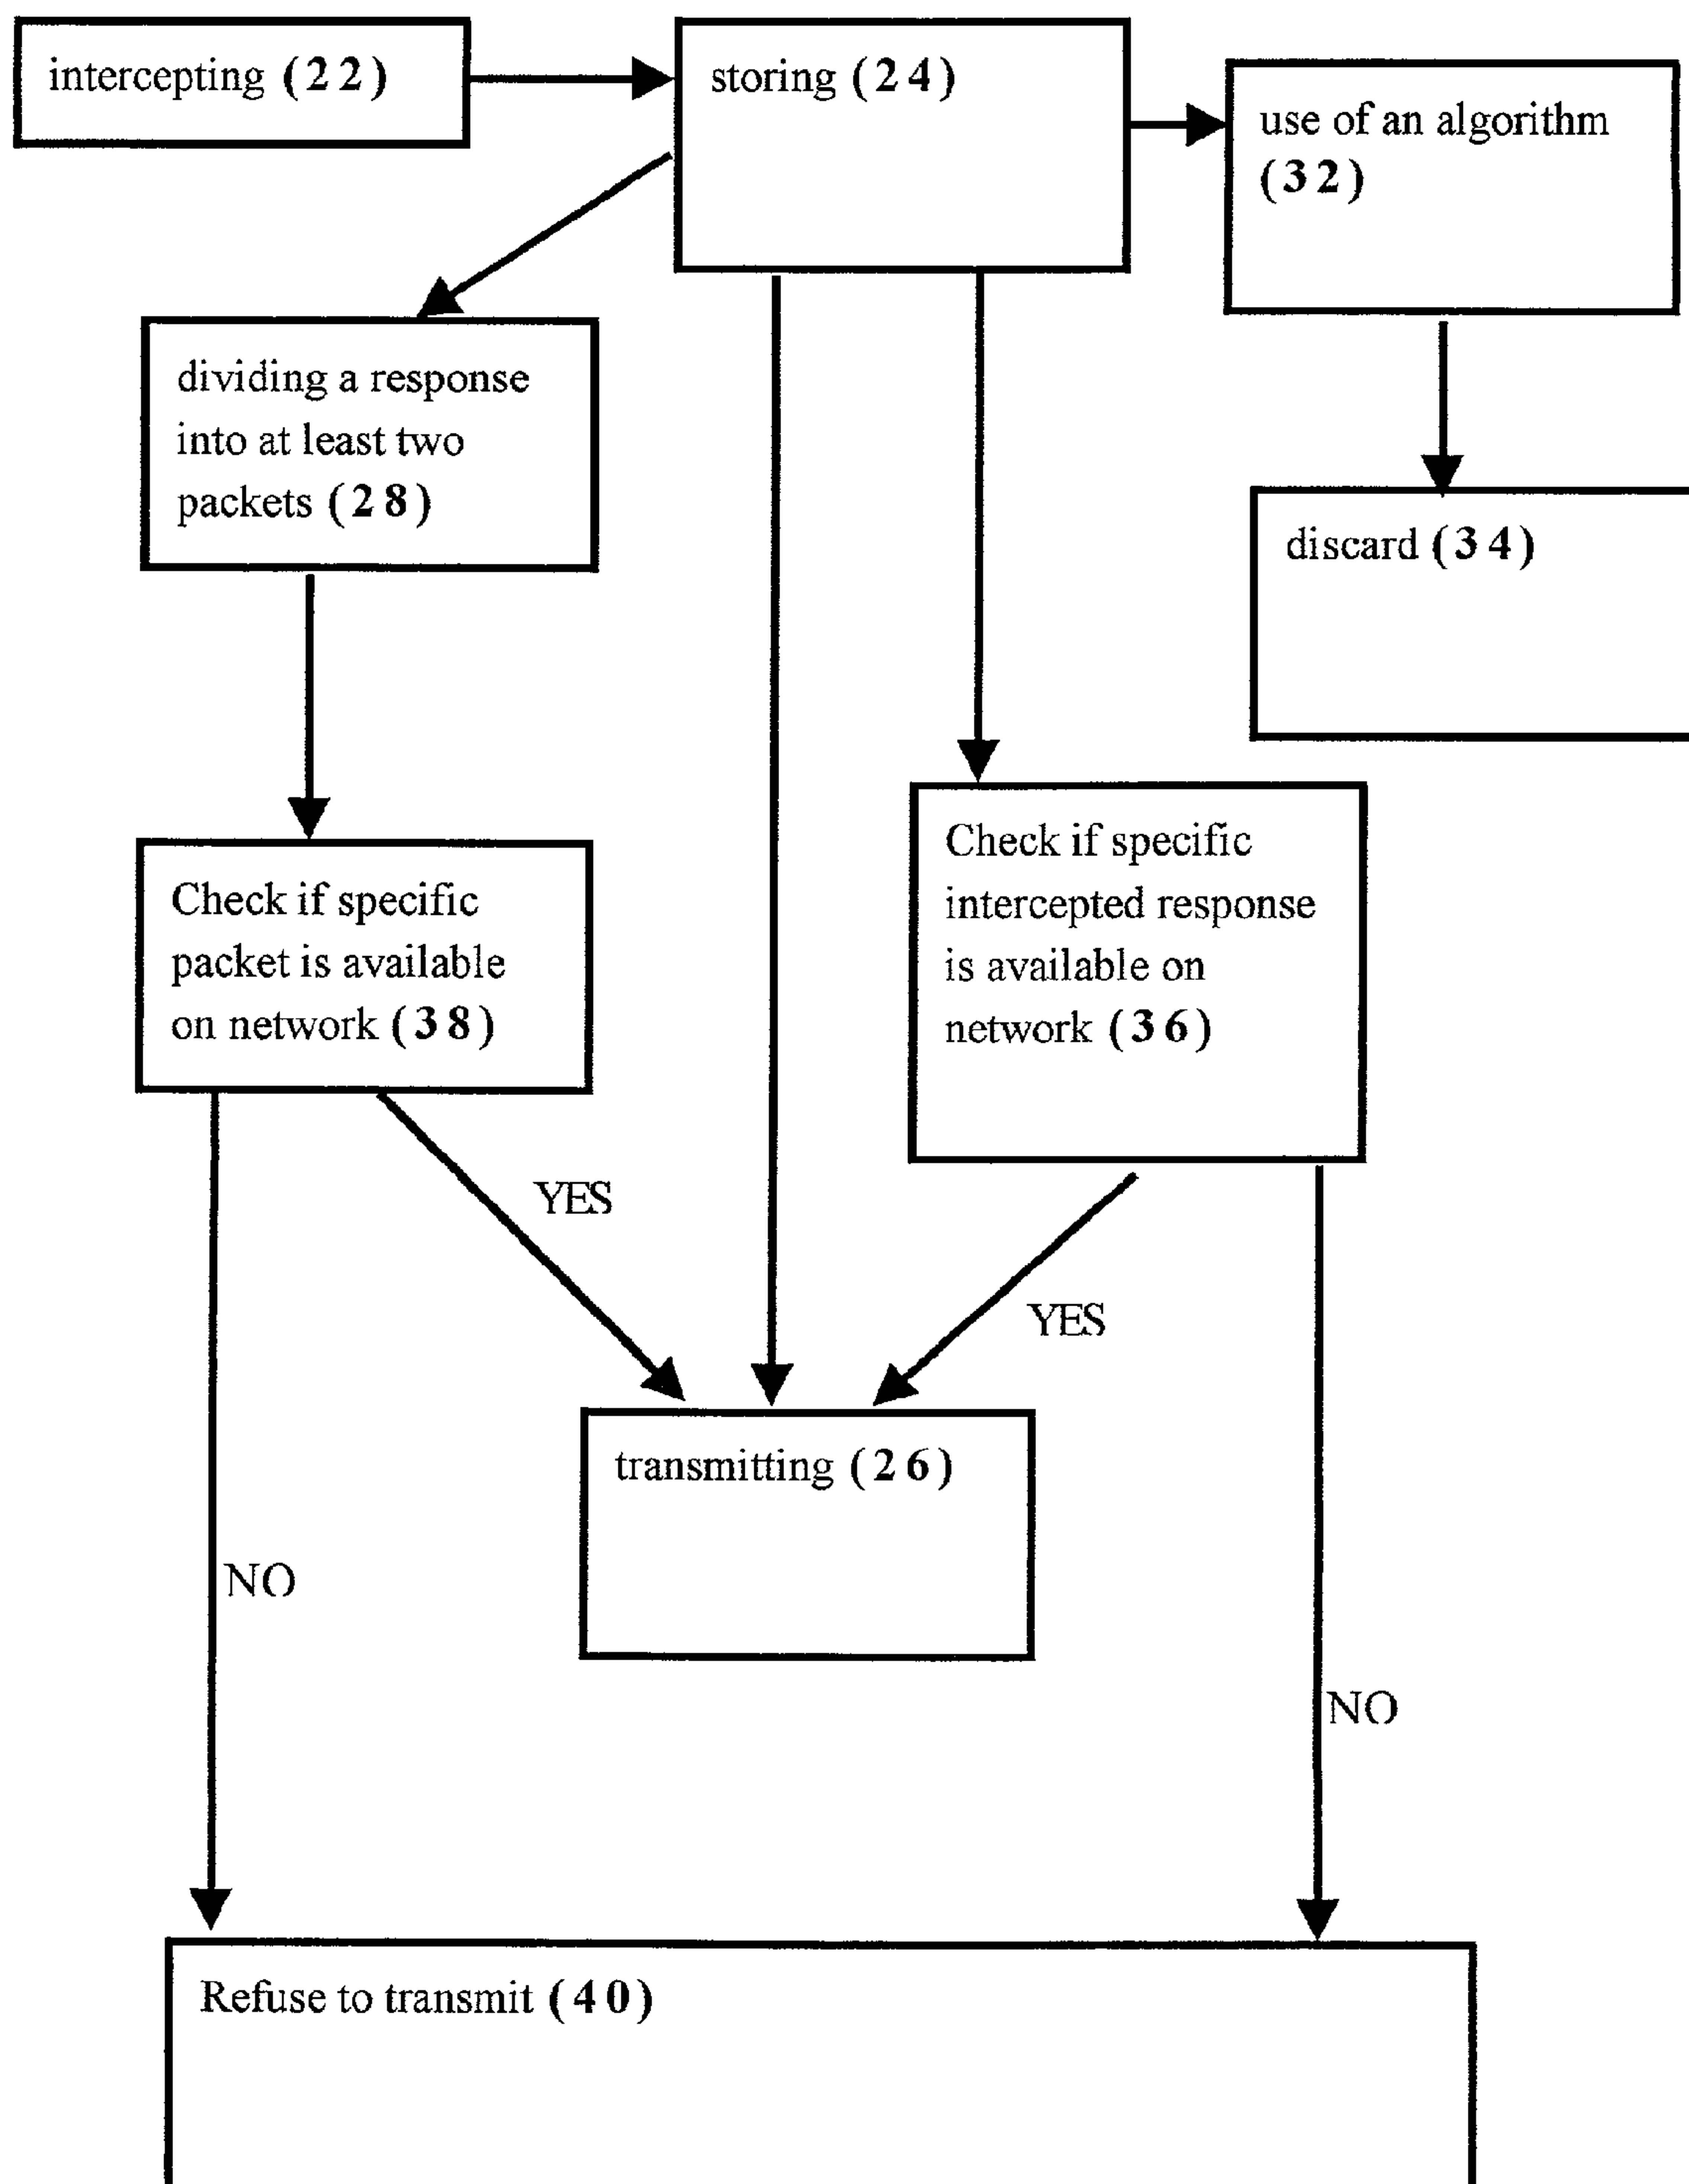 intercepting (22)
storing (24)
use of an algorithm
(32)
dividing a response
into at least two
packets (28)
discard (34)
Check if specific
intercepted response
is available on
network (36)
Check if specific
packet is available
on network (38)
YES
YES
transmitting (26)
NO
NO
Refuse to transmit (40)